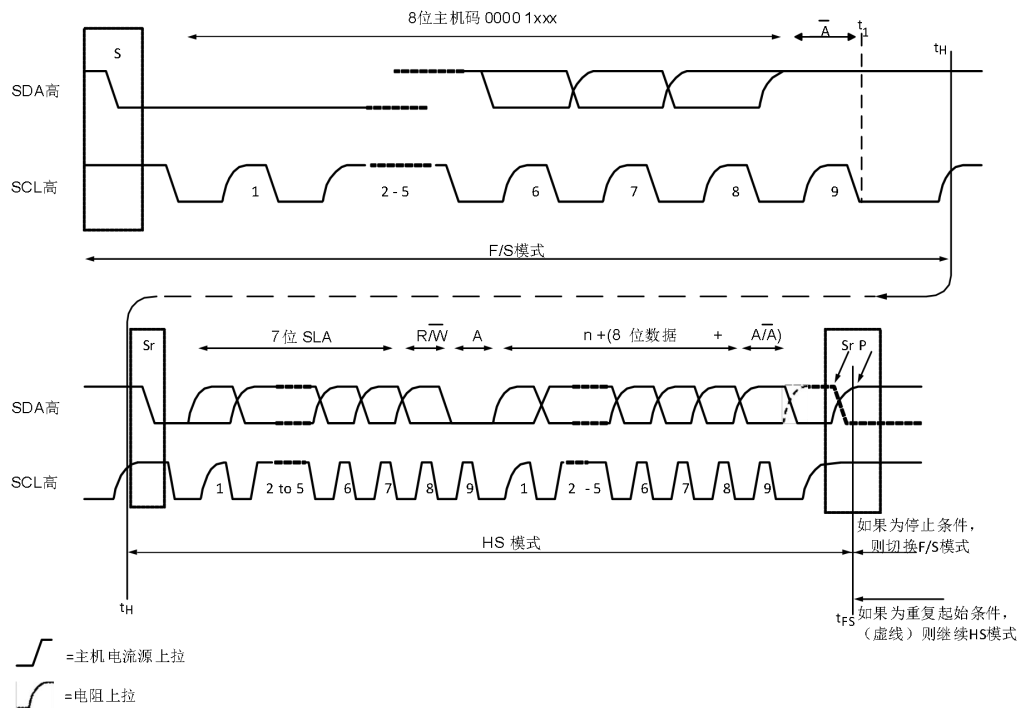 8位主机码 0000 1xxx
A̅
t1
tH
S
SDA高
SCL高
1
2 - 5
6
7
8
9
F/S模式
Sr
7位 SLA
R/W̅
A
n +(8 位数据 +
A/A̅)
Sr P
SDA高
SCL高
1
2 to 5
6
7
8
9
1
2 - 5
6
7
8
9
HS 模式
如果为停止条件，
则切换F/S模式
tH
tFS
如果为重复起始条件，
（虚线）则继续HS模式
=主机电流源上拉
=电阻上拉